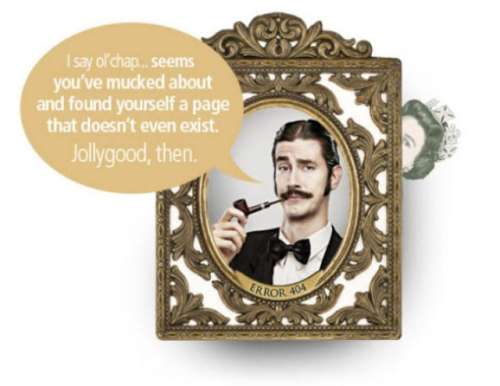 I say ol'chap... seems
you've mucked about
and found yourself a page
that doesn't even exist.
Jollygood, then.
ERROR 404